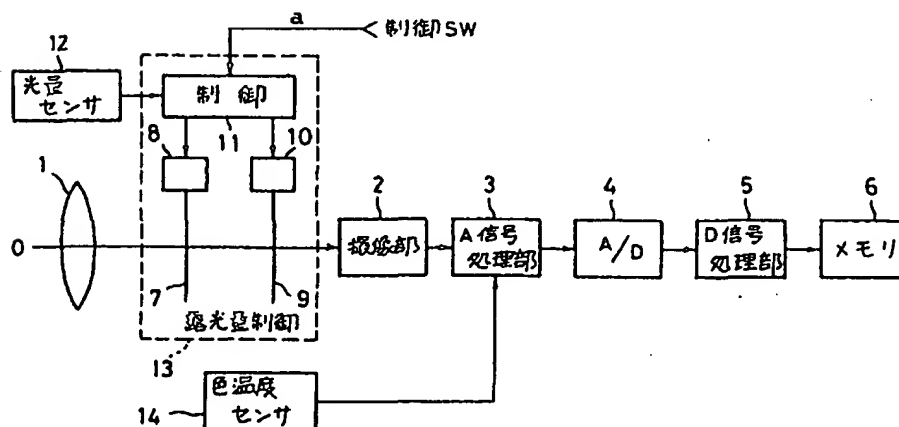 a
制御SW
12
光量
センサ
制 御
11
8
10
1
2
3
4
5
6
O
撮像部
A信号
処理部
A/D
D信号
処理部
メモリ
7
9
露光量制御
13
色温度
センサ
14